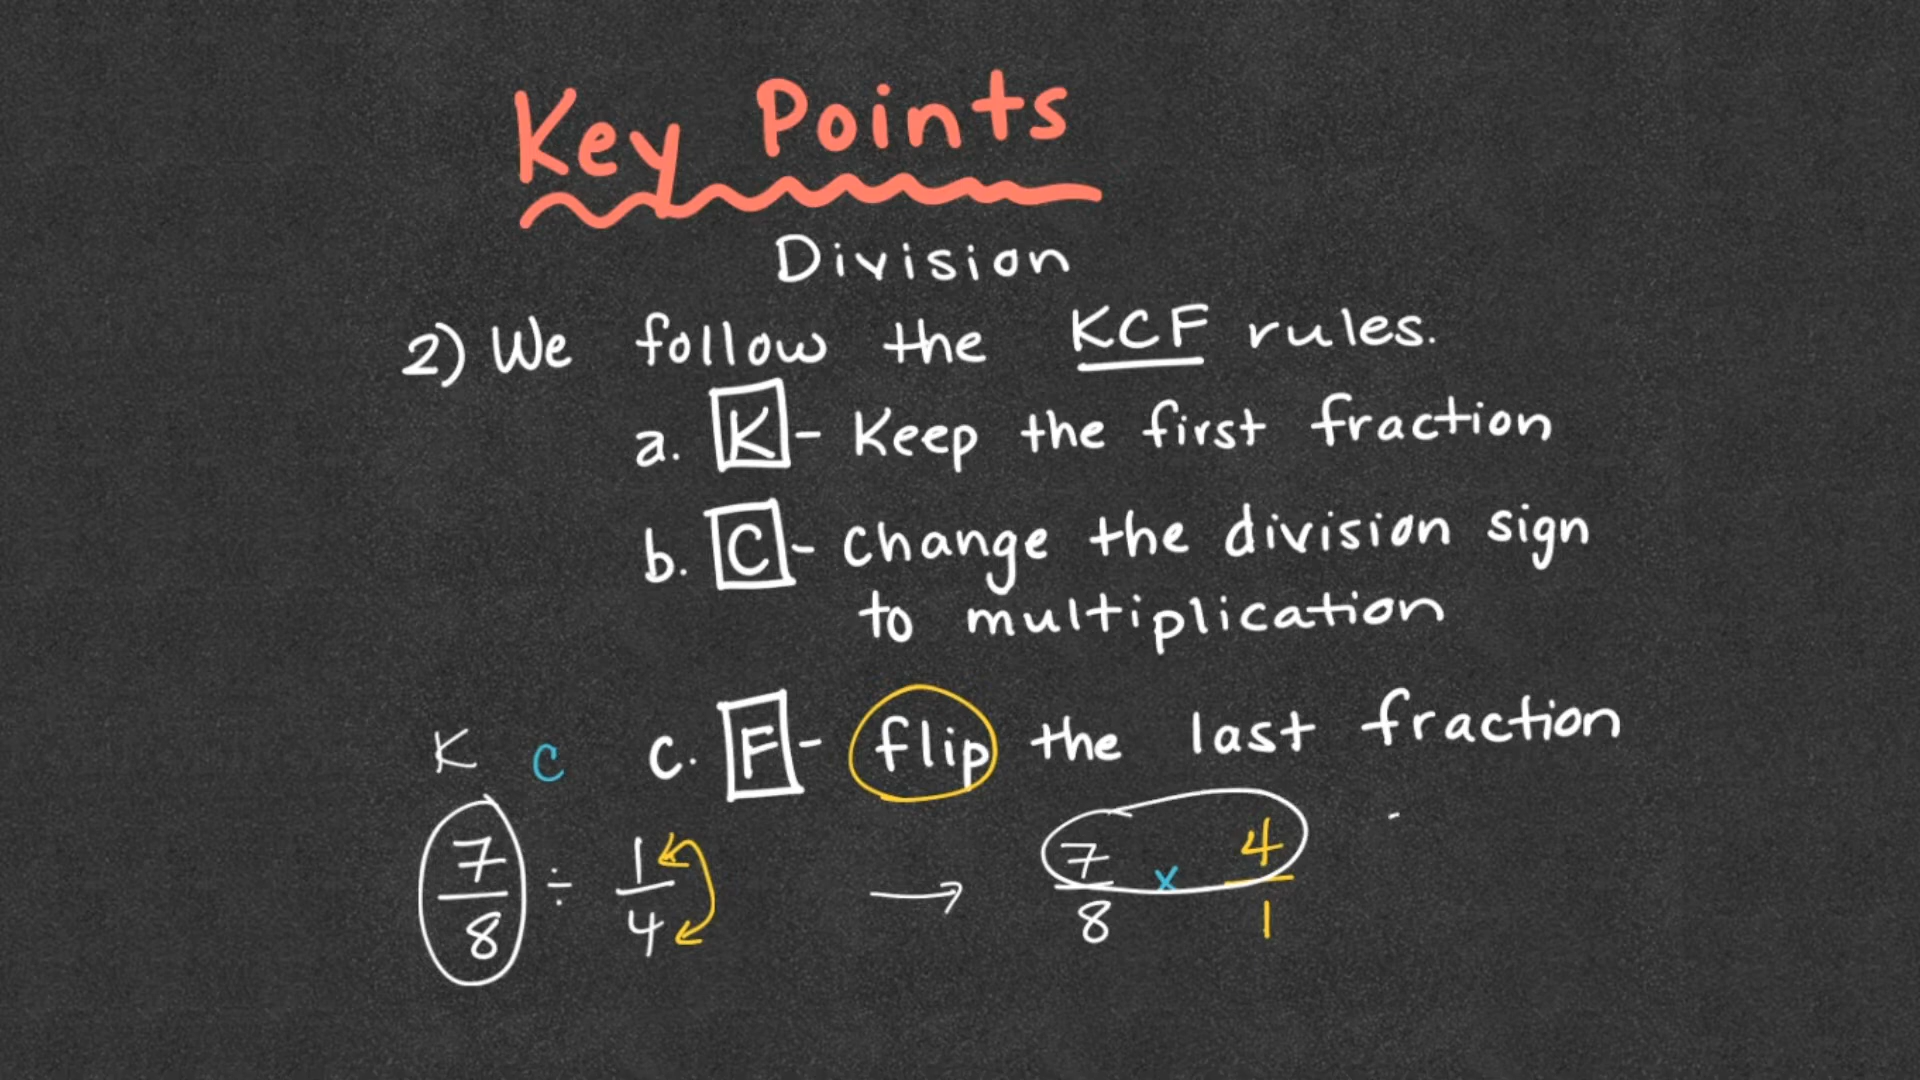 Key Points
Division
2) We follow the KCF rules.
a. K - Keep the first fraction
b. C - Change the division sign
to multiplication
K C c. F - flip the last fraction
7/8 ÷ 1/4 → 7/8 x 4/1